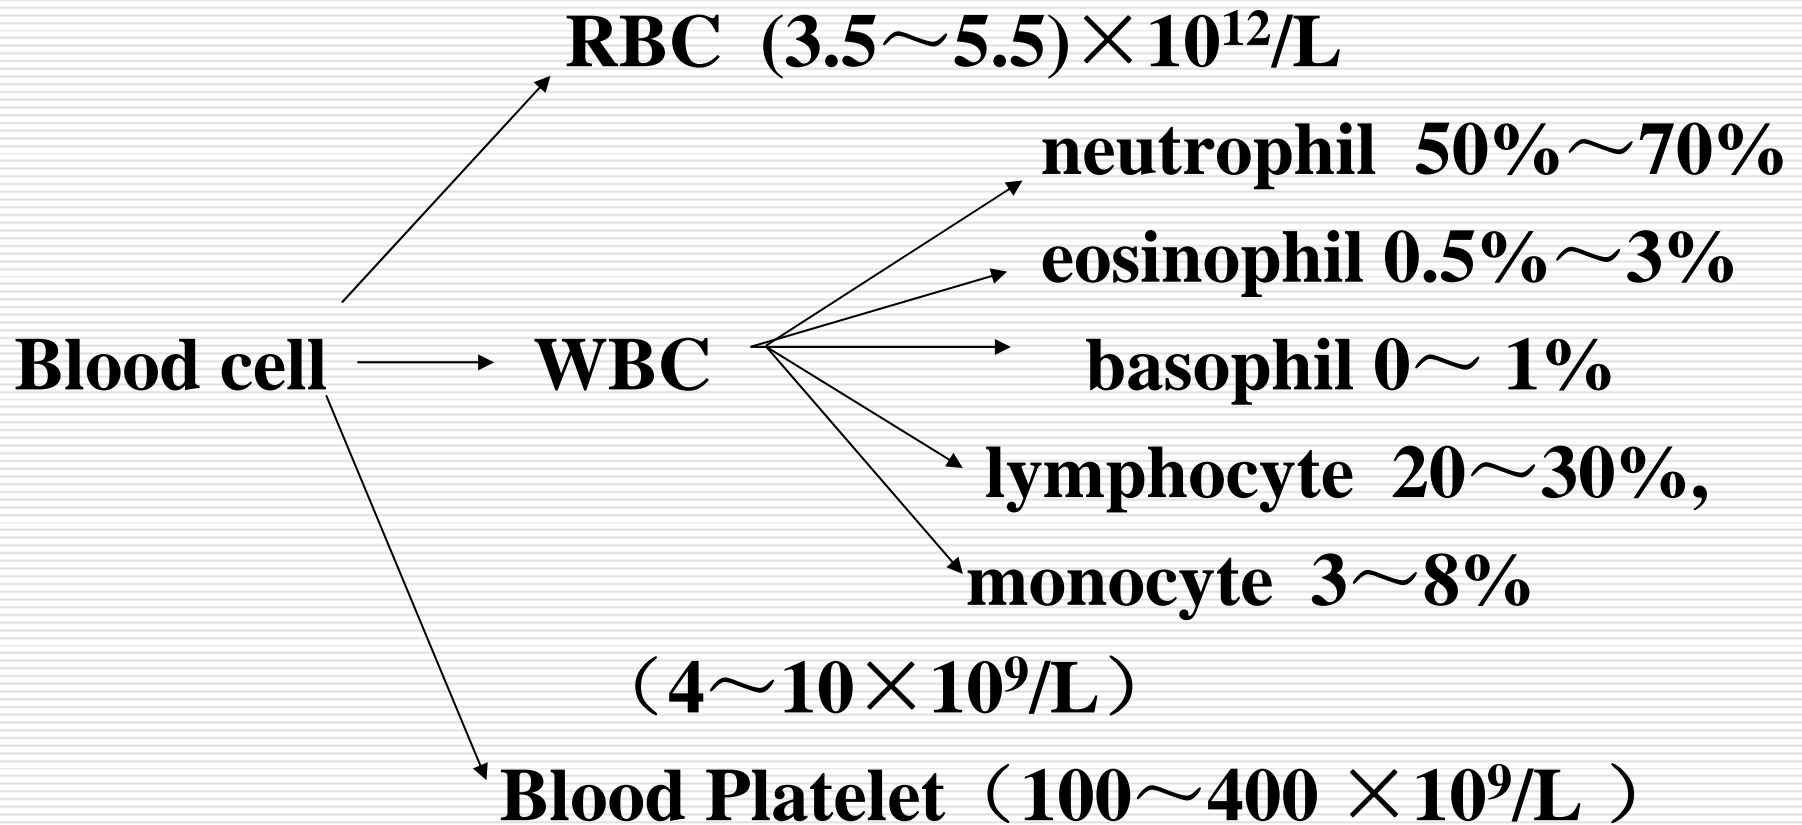 RBC (3.5～5.5)×10¹²/L
neutrophil 50%～70%
eosinophil 0.5%～3%
Blood cell WBC basophil 0～ 1%
lymphocyte 20～30%,
monocyte 3～8%
（4～10×10⁹/L）
Blood Platelet（100～400 ×10⁹/L ）